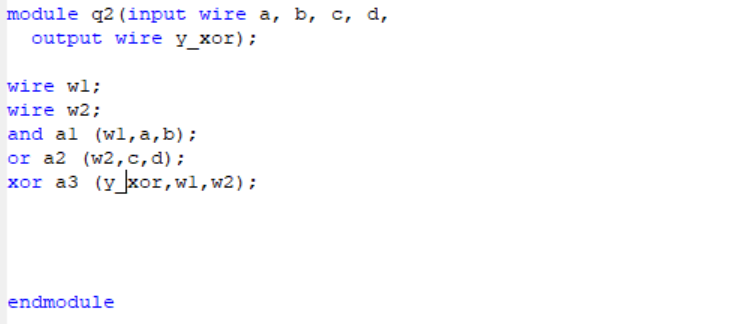 module q2(input wire a, b, c, d,
output wire y_xor);
wire w1;
wire w2;
and a1 (w1,a,b);
or a2 (w2,c,d);
xor a3 (y_xor,w1,w2);
endmodule